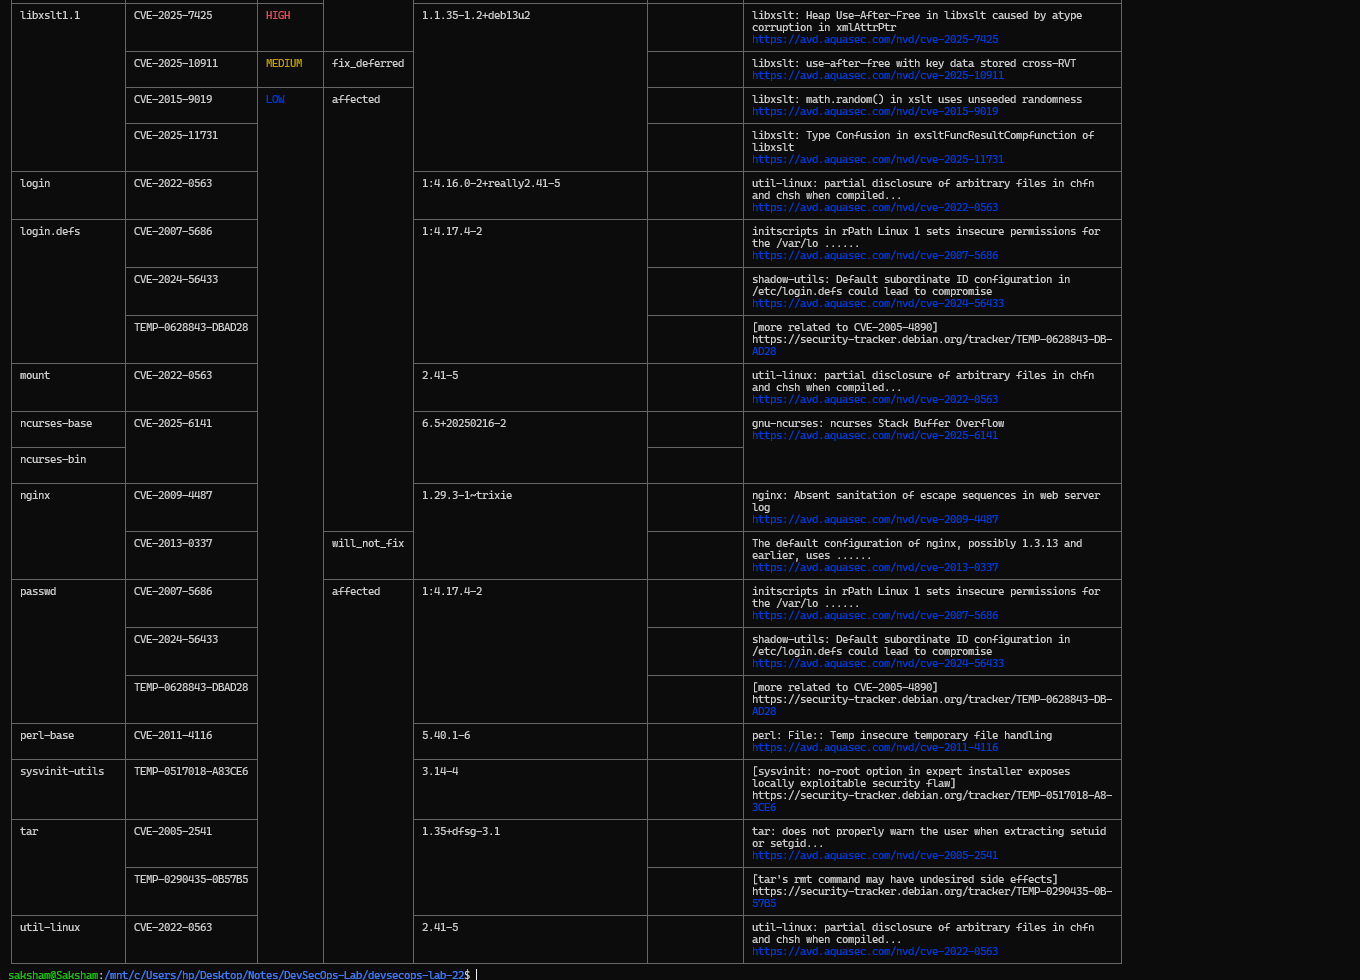 libxslt1.1 CVE-2025-7425 HIGH 1.1.35-1.2+deb13u2 libxslt: Heap Use-After-Free in libxslt caused by atype
corruption in xmlAttrPtr
https://avd.aquasec.com/nvd/cve-2025-7425
CVE-2025-10911 MEDIUM fix_deferred libxslt: use-after-free with key data stored cross-RVT
https://avd.aquasec.com/nvd/cve-2025-10911
CVE-2015-9019 LOW affected libxslt: math.random() in xslt uses unseeded randomness
https://avd.aquasec.com/nvd/cve-2015-9019
CVE-2025-11731 libxslt: Type Confusion in exsltFuncResultCompfunction of
libxslt
https://avd.aquasec.com/nvd/cve-2025-11731
login CVE-2022-0563 1:4.16.0-2+really2.41-5 util-linux: partial disclosure of arbitrary files in chfn
and chsh when compiled...
https://avd.aquasec.com/nvd/cve-2022-0563
login.defs CVE-2007-5686 1:4.17.4-2 initscripts in rPath Linux 1 sets insecure permissions for
the /var/lo ......
https://avd.aquasec.com/nvd/cve-2007-5686
CVE-2024-56433 shadow-utils: Default subordinate ID configuration in
/etc/login.defs could lead to compromise
https://avd.aquasec.com/nvd/cve-2024-56433
TEMP-0628843-DBAD28 [more related to CVE-2005-4890]
https://security-tracker.debian.org/tracker/TEMP-0628843-DB-
AD28
mount CVE-2022-0563 2.41-5 util-linux: partial disclosure of arbitrary files in chfn
and chsh when compiled...
https://avd.aquasec.com/nvd/cve-2022-0563
ncurses-base CVE-2025-6141 6.5+20250216-2 gnu-ncurses: ncurses Stack Buffer Overflow
https://avd.aquasec.com/nvd/cve-2025-6141
ncurses-bin
nginx CVE-2009-4487 1.29.3-1~trixie nginx: Absent sanitation of escape sequences in web server
log
https://avd.aquasec.com/nvd/cve-2009-4487
CVE-2013-0337 will_not_fix The default configuration of nginx, possibly 1.3.13 and
earlier, uses ......
https://avd.aquasec.com/nvd/cve-2013-0337
passwd CVE-2007-5686 affected 1:4.17.4-2 initscripts in rPath Linux 1 sets insecure permissions for
the /var/lo ......
https://avd.aquasec.com/nvd/cve-2007-5686
CVE-2024-56433 shadow-utils: Default subordinate ID configuration in
/etc/login.defs could lead to compromise
https://avd.aquasec.com/nvd/cve-2024-56433
TEMP-0628843-DBAD28 [more related to CVE-2005-4890]
https://security-tracker.debian.org/tracker/TEMP-0628843-DB-
AD28
perl-base CVE-2011-4116 5.40.1-6 perl: File:: Temp insecure temporary file handling
https://avd.aquasec.com/nvd/cve-2011-4116
sysvinit-utils TEMP-0517018-A83CE6 3.14-4 [sysvinit: no-root option in expert installer exposes
locally exploitable security flaw]
https://security-tracker.debian.org/tracker/TEMP-0517018-A8-
3CE6
tar CVE-2005-2541 1.35+dfsg-3.1 tar: does not properly warn the user when extracting setuid
or setgid...
https://avd.aquasec.com/nvd/cve-2005-2541
TEMP-0290435-0B57B5 [tar's rmt command may have undesired side effects]
https://security-tracker.debian.org/tracker/TEMP-0290435-0B-
57B5
util-linux CVE-2022-0563 2.41-5 util-linux: partial disclosure of arbitrary files in chfn
and chsh when compiled...
https://avd.aquasec.com/nvd/cve-2022-0563
saksham@Saksham:/mnt/c/Users/hp/Desktop/Notes/DevSecOps-Lab/devsecops-lab-22$